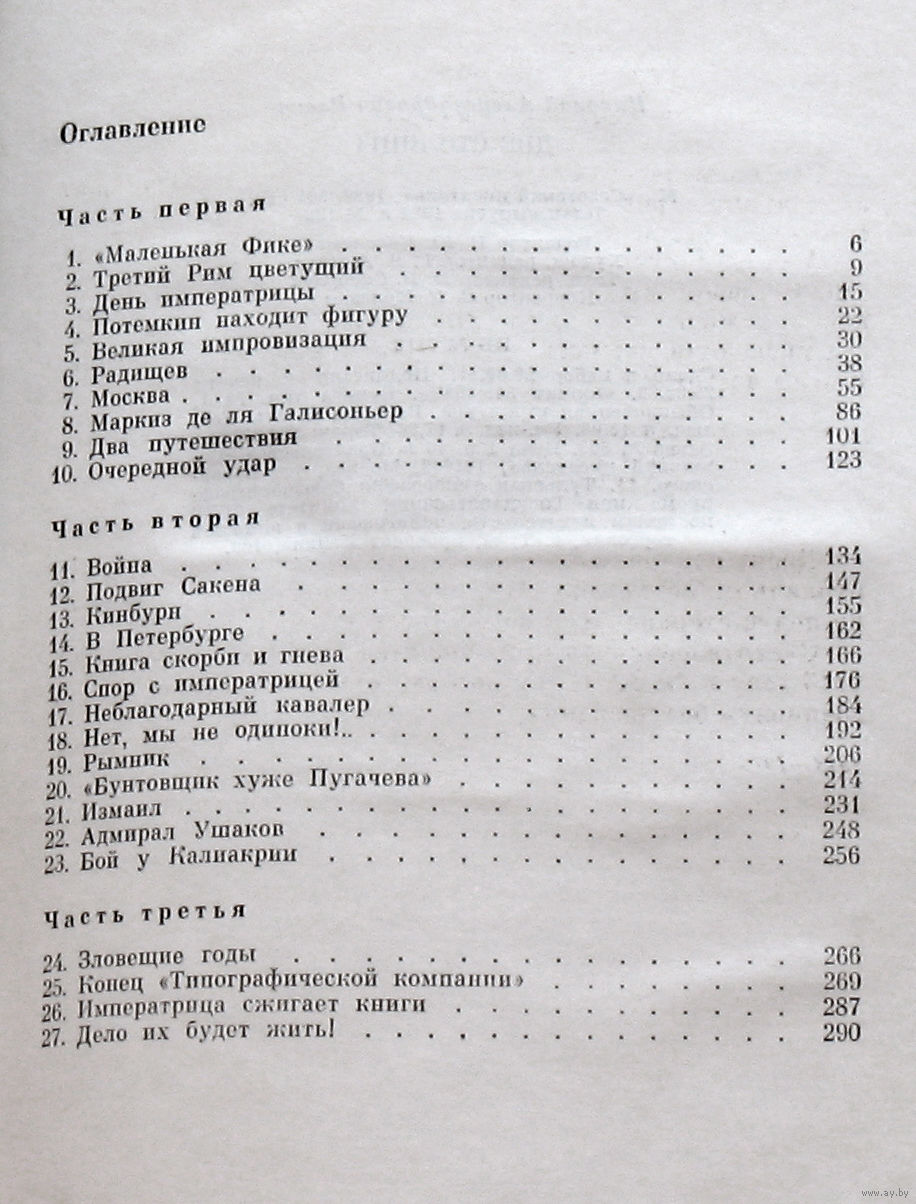 Оглавление
Часть первая
1. «Маленькая Фике» . . . . . . . . . . . . . . 6
2. Третий Рим цветущий . . . . . . . . . . . . 9
3. День императрицы . . . . . . . . . . . . . . 15
4. Потемкин находит фигуру . . . . . . . . . . . 22
5. Великая импровизация . . . . . . . . . . . . 30
6. Радищев . . . . . . . . . . . . . . . . . . 38
7. Москва . . . . . . . . . . . . . . . . . . . 55
8. Маркиз де ля Галисоньер . . . . . . . . . . . 86
9. Два путешествия . . . . . . . . . . . . . . 101
10. Очередной удар . . . . . . . . . . . . . . . 123
Часть вторая
11. Война . . . . . . . . . . . . . . . . . . . 134
12. Подвиг Сакена . . . . . . . . . . . . . . . 147
13. Кинбурн . . . . . . . . . . . . . . . . . . 155
14. В Петербурге . . . . . . . . . . . . . . . . 162
15. Книга скорби и гнева . . . . . . . . . . . . 166
16. Спор с императрицей . . . . . . . . . . . . 176
17. Неблагодарный кавалер . . . . . . . . . . . . 184
18. Нет, мы не одиноки!.. . . . . . . . . . . . . 192
19. Рымник . . . . . . . . . . . . . . . . . . . 206
20. «Бунтовщик хуже Пугачева» . . . . . . . . . . 214
21. Измаил . . . . . . . . . . . . . . . . . . . 231
22. Адмирал Ушаков . . . . . . . . . . . . . . . 248
23. Бой у Калиакрии . . . . . . . . . . . . . . 256
Часть третья
24. Зловещие годы . . . . . . . . . . . . . . . 266
25. Конец «Типографической компании» . . . . . . . 269
26. Императрица сжигает книги . . . . . . . . . . 287
27. Дело их будет жить! . . . . . . . . . . . . . 290
www.ay.by